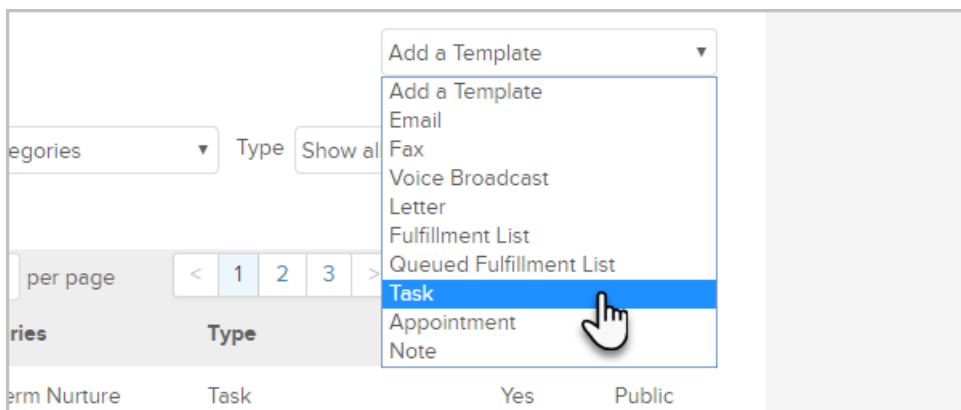 Add a Template
Add a Template
Email
egories Type Show all Fax
Voice Broadcast
Letter
Fulfillment List
Queued Fulfillment List
per page < 1 2 3 >
Task
ries Type Appointment
Note
erm Nurture Task Yes Public